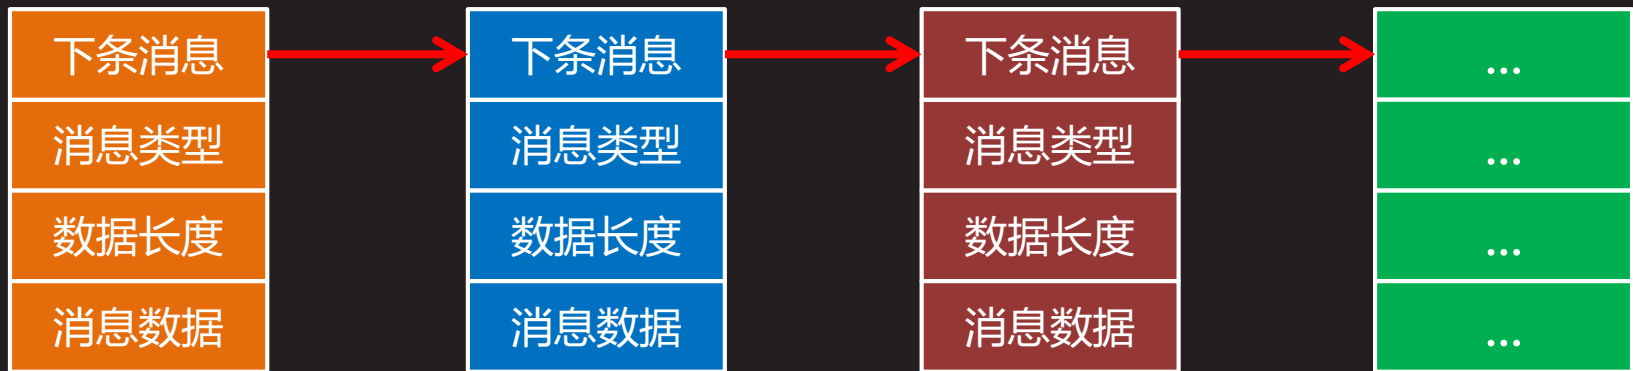 下条消息
消息类型
数据长度
消息数据
下条消息
消息类型
数据长度
消息数据
下条消息
消息类型
数据长度
消息数据
...
...
...
...